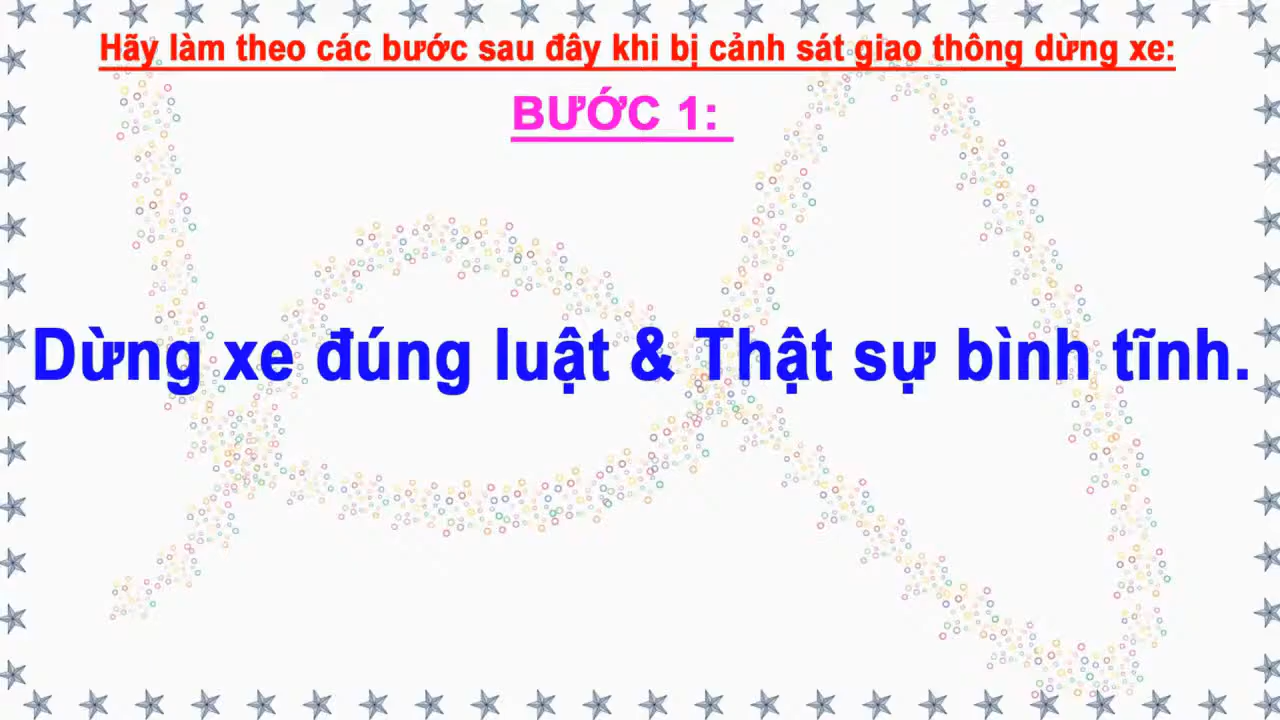 Hãy làm theo các bước sau đây khi bị cảnh sát giao thông dừng xe:
BƯỚC 1:
Dừng xe đúng luật & Thật sự bình tĩnh.